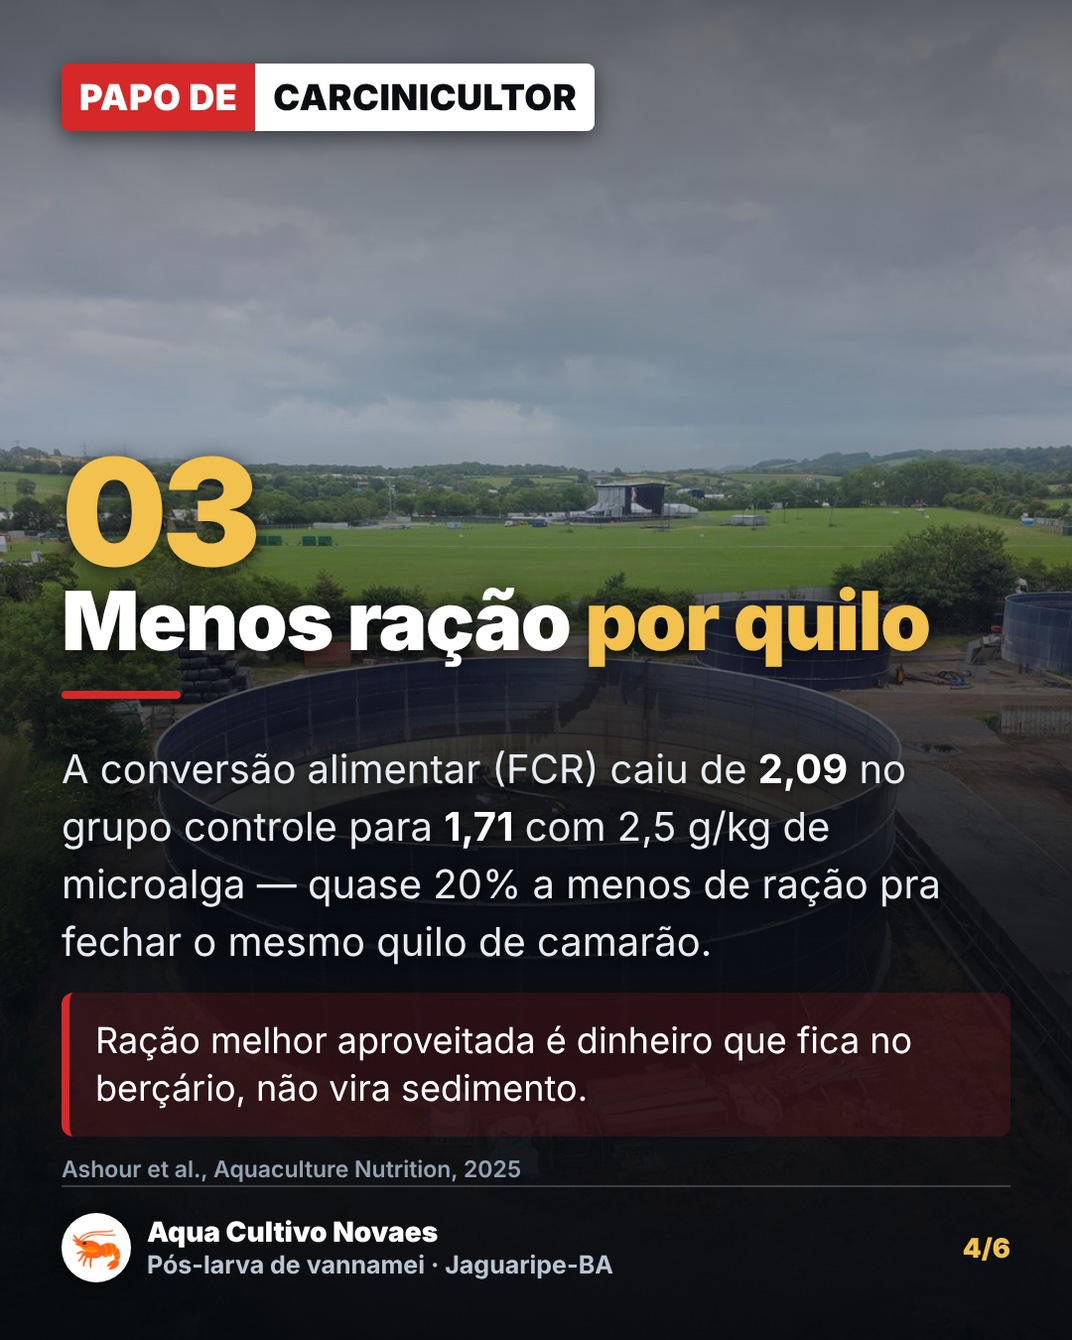 PAPO DE CARCINICULTOR
03
Menos ração por quilo
A conversão alimentar (FCR) caiu de 2,09 no
grupo controle para 1,71 com 2,5 g/kg de
microalga — quase 20% a menos de ração pra
fechar o mesmo quilo de camarão.
Ração melhor aproveitada é dinheiro que fica no
berçário, não vira sedimento.
Ashour et al., Aquaculture Nutrition, 2025
Aqua Cultivo Novaes
Pós-larva de vannamei · Jaguaripe-BA
4/6